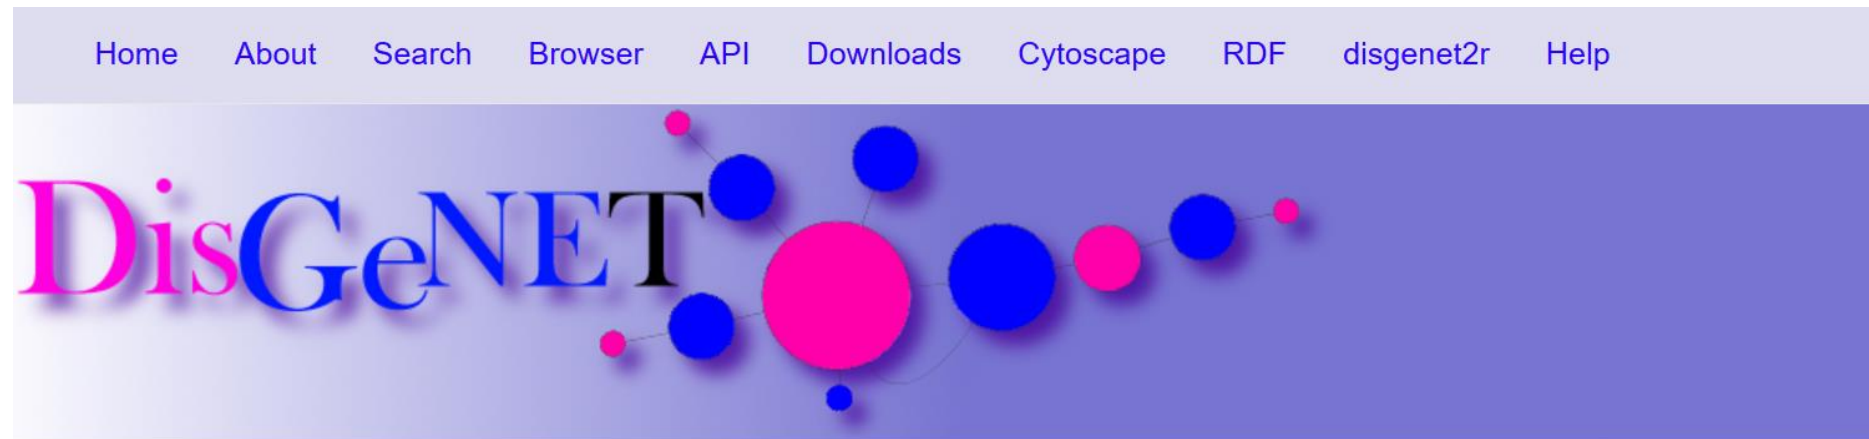 Home About Search Browser API Downloads Cytoscape RDF disgenet2r Help
DisGeNET